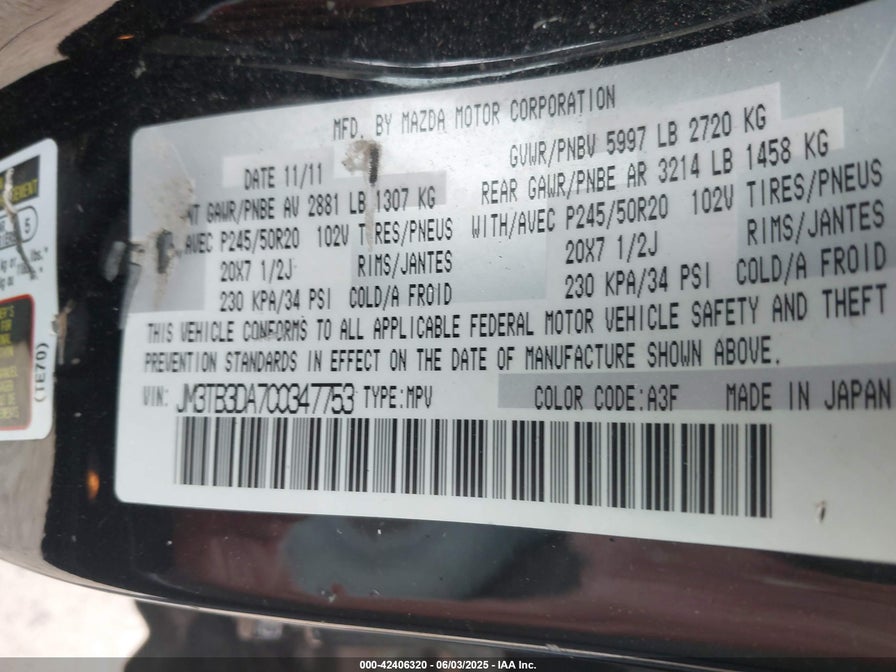 MFD. BY MAZDA MOTOR CORPORATION
DATE 11/11 GVWR/PNBV 5997 LB 2720 KG
NT GAWR/PNBE AV 2881 LB 1307 KG REAR GAWR/PNBE AR 3214 LB 1458 KG
AVEC P245/50R20 102V TIRES/PNEUS WITH/AVEC P245/50R20 102V TIRES/PNEUS
20X7 1/2J RIMS/JANTES 20X7 1/2J RIMS/JANTES
230 KPA/34 PSI COLD/A FROID 230 KPA/34 PSI COLD/A FROID
THIS VEHICLE CONFORMS TO ALL APPLICABLE FEDERAL MOTOR VEHICLE SAFETY AND THEFT
PREVENTION STANDARDS IN EFFECT ON THE DATE OF MANUFACTURE SHOWN ABOVE.
VIN: JM3TB3DA7C0347753 TYPE:MPV COLOR CODE:A3F MADE IN JAPAN
(1E70)
5
000-42406320 - 06/03/2025 - IAA Inc.